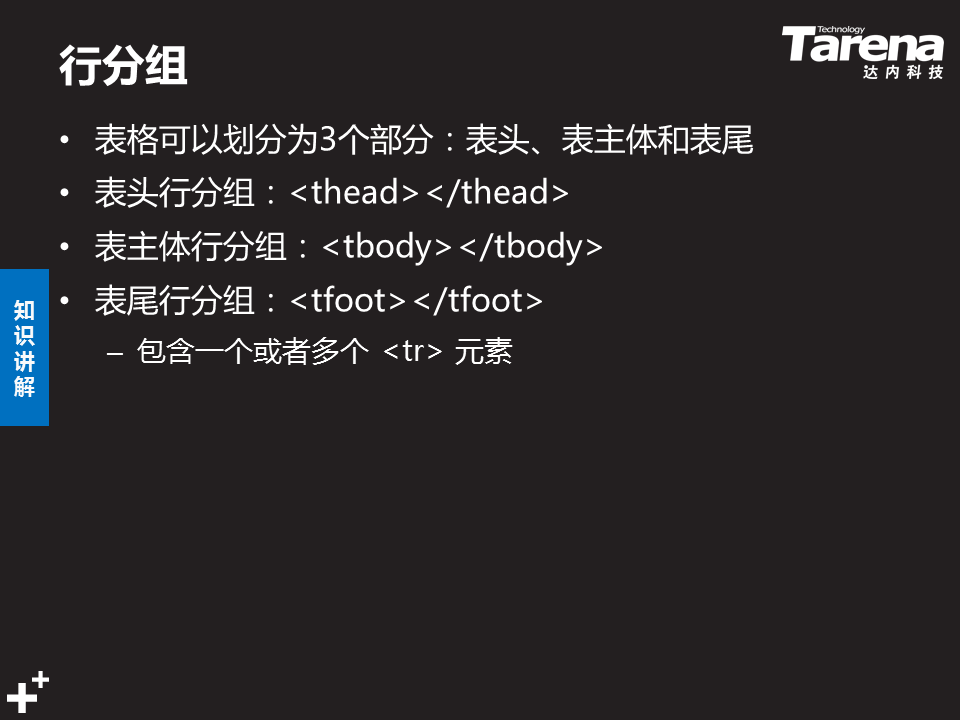 行分组
Technology
Tarena
达内科技
• 表格可以划分为3个部分：表头、表主体和表尾
• 表头行分组：<thead></thead>
• 表主体行分组：<tbody></tbody>
• 表尾行分组：<tfoot></tfoot>
– 包含一个或者多个 <tr> 元素
知识讲解